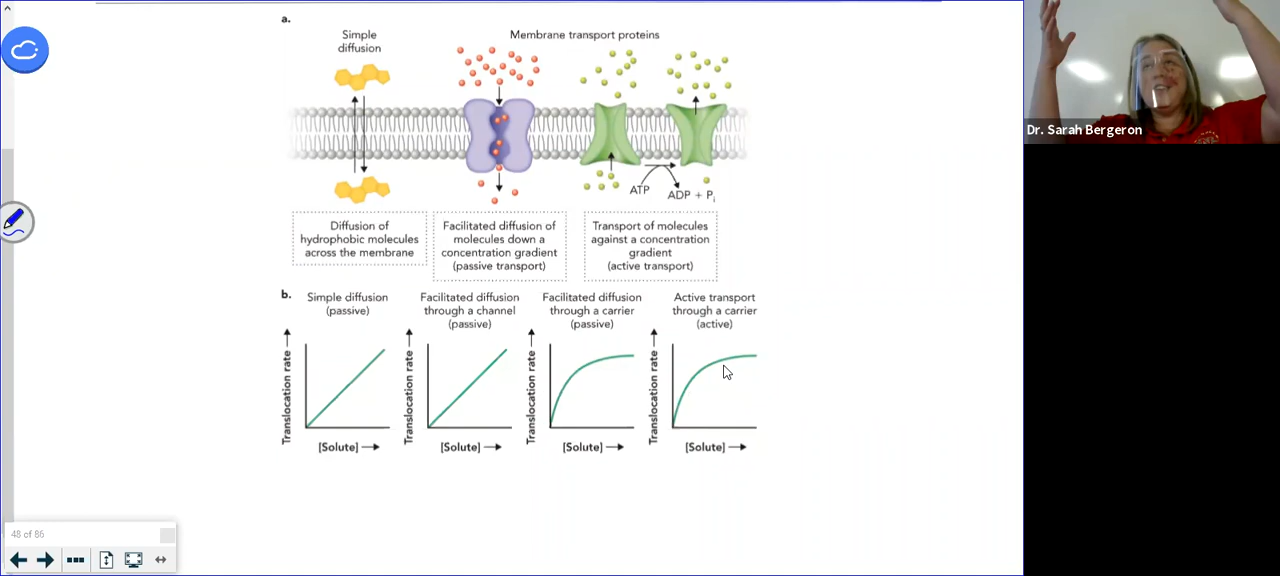 a.
Simple
diffusion
Membrane transport proteins
ATP
ADP + Pi
Diffusion of
hydrophobic molecules
across the membrane
Facilitated diffusion of
molecules down a
concentration gradient
(passive transport)
Transport of molecules
against a concentration
gradient
(active transport)
b.
Simple diffusion
(passive)
Translocation rate
[Solute]
Facilitated diffusion
through a channel
(passive)
Translocation rate
[Solute]
Facilitated diffusion
through a carrier
(passive)
Translocation rate
[Solute]
Active transport
through a carrier
(active)
Translocation rate
[Solute]
48 of 86
Dr. Sarah Bergeron